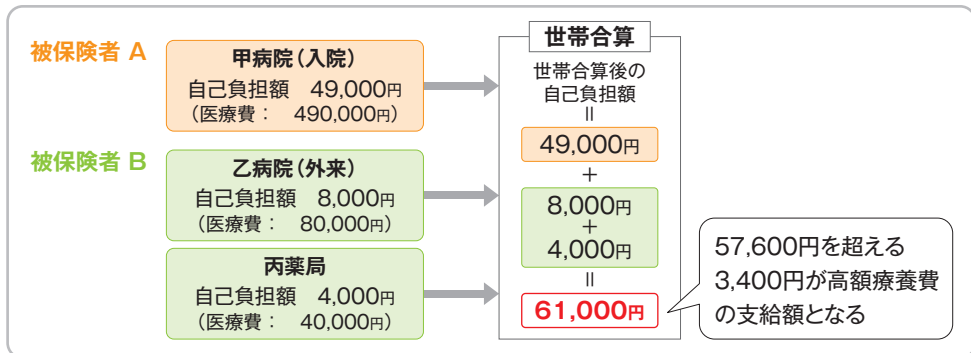 被保険者 A
甲病院(入院)
自己負担額 49,000円
(医療費: 490,000円)
被保険者 B
乙病院(外来)
自己負担額 8,000円
(医療費: 80,000円)
丙薬局
自己負担額 4,000円
(医療費: 40,000円)
世帯合算
世帯合算後の
自己負担額
=
49,000円
+
8,000円
+
4,000円
=
61,000円
57,600円を超える
3,400円が高額療養費
の支給額となる